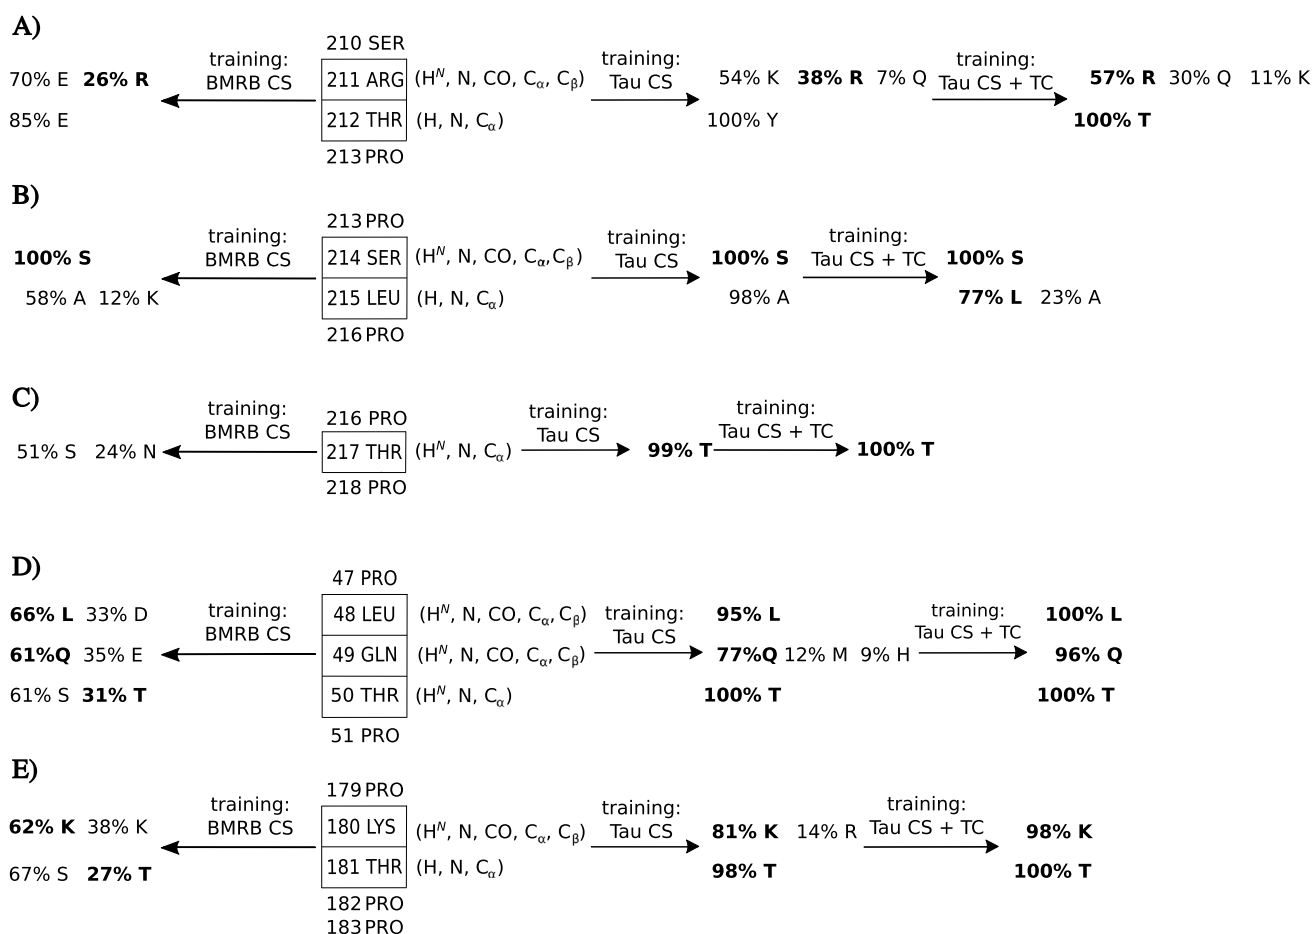 A)
210 SER
training:
BMRB CS
70% E 26% R
85% E
211 ARG (Hᴺ, N, CO, Cα, Cβ)
212 THR (H, N, Cα)
213 PRO
training:
Tau CS
54% K 38% R 7% Q
100% Y
training:
Tau CS + TC
57% R 30% Q 11% K
100% T
B)
213 PRO
training:
BMRB CS
100% S
58% A 12% K
214 SER (Hᴺ, N, CO, Cα,Cβ)
215 LEU (H, N, Cα)
216 PRO
training:
Tau CS
100% S
98% A
training:
Tau CS + TC
100% S
77% L 23% A
C)
216 PRO
training:
BMRB CS
51% S 24% N
217 THR (Hᴺ, N, Cα)
218 PRO
training:
Tau CS
99% T
training:
Tau CS + TC
100% T
D)
47 PRO
training:
BMRB CS
66% L 33% D
61%Q 35% E
61% S 31% T
48 LEU (Hᴺ, N, CO, Cα,Cβ)
49 GLN (Hᴺ, N, CO, Cα, Cβ)
50 THR (Hᴺ, N, Cα)
51 PRO
training:
Tau CS
95% L
77%Q 12% M 9% H
100% T
training:
Tau CS + TC
100% L
96% Q
100% T
E)
179 PRO
training:
BMRB CS
62% K 38% K
67% S 27% T
180 LYS (Hᴺ, N, CO, Cα, Cβ)
181 THR (H, N, Cα)
182 PRO
183 PRO
training:
Tau CS
81% K 14% R
98% T
training:
Tau CS + TC
98% K
100% T